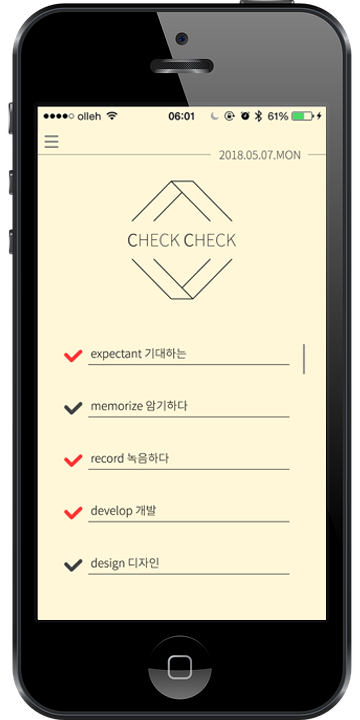 olleh 06:01 61%
2018.05.07.MON
CHECK CHECK
expectant 기대하는
memorize 암기하다
record 녹음하다
develop 개발
design 디자인